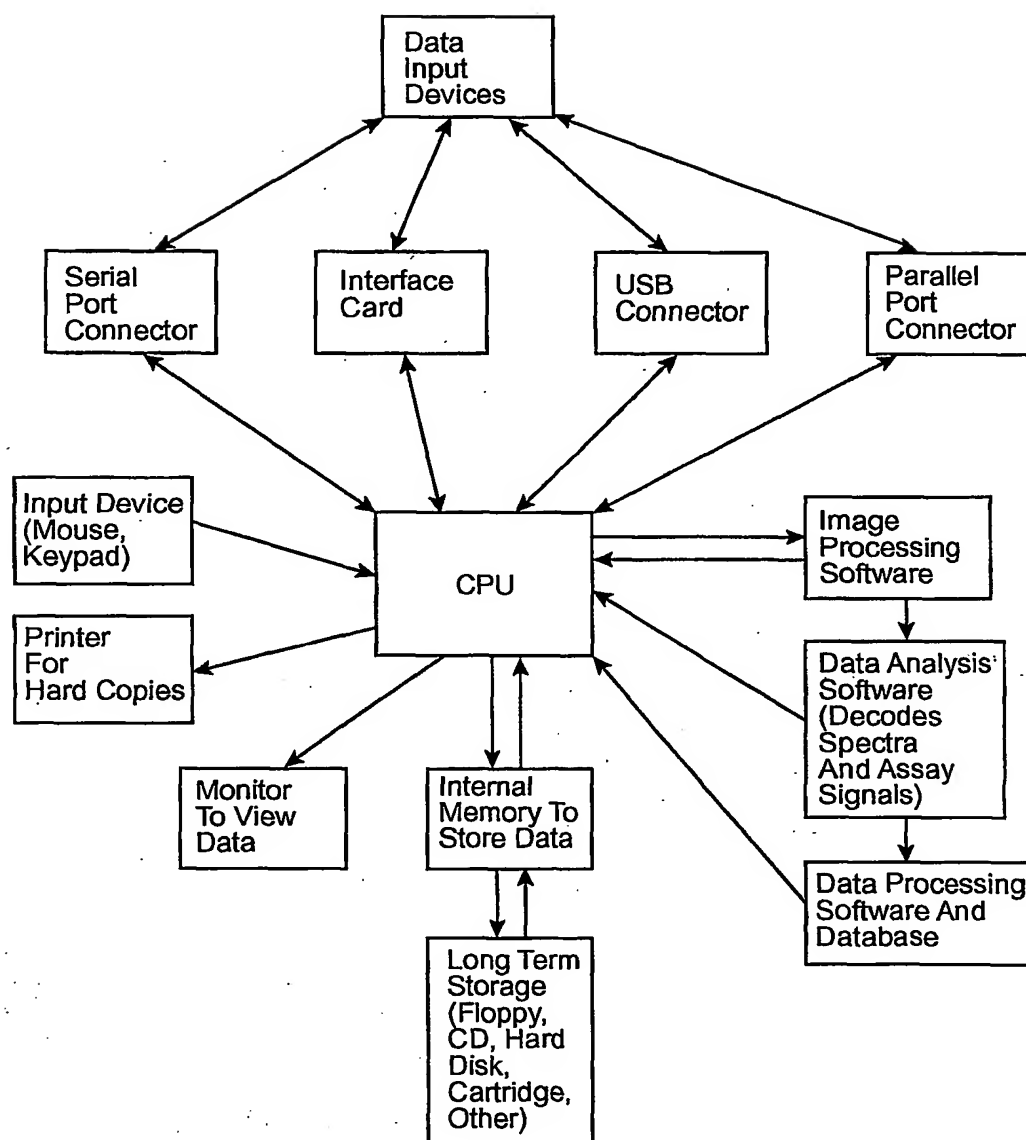 Data
Input
Devices
Serial
Port
Connector
Interface
Card
USB
Connector
Parallel
Port
Connector
Input Device
(Mouse,
Keypad)
CPU
Image
Processing
Software
Printer
For
Hard Copies
Data Analysis
Software
(Decodes
Spectra
And Assay
Signals)
Monitor
To View
Data
Internal
Memory To
Store Data
Data Processing
Software And
Database
Long Term
Storage
(Floppy,
CD, Hard
Disk,
Cartridge,
Other)